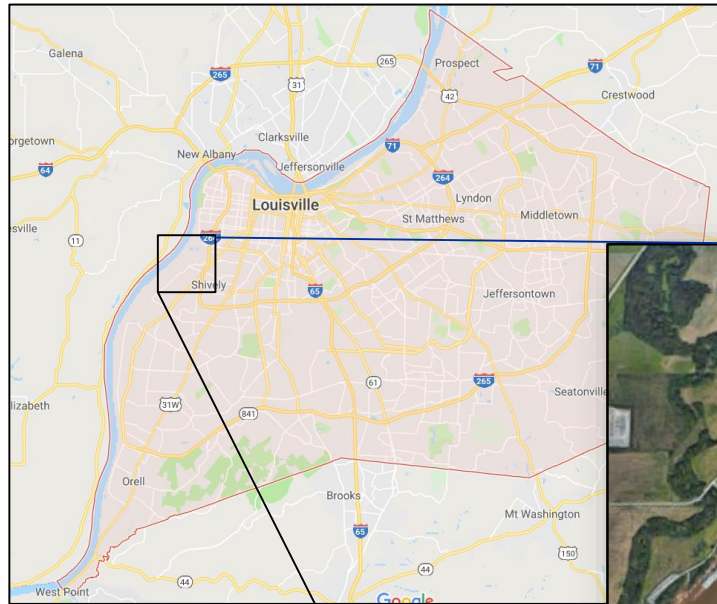 Galena
265
265
Prospect
71
31
42
Crestwood
orgetown
Clarksville
71
New Albany
64
Jeffersonville
264
Louisville
Lyndon
St Matthews
Middletown
esville
11
Shively
65
Jeffersontown
61
265
lizabeth
31W
841
Seatonville
Orell
Brooks
Mt Washington
65
150
44
44
West Point
Google